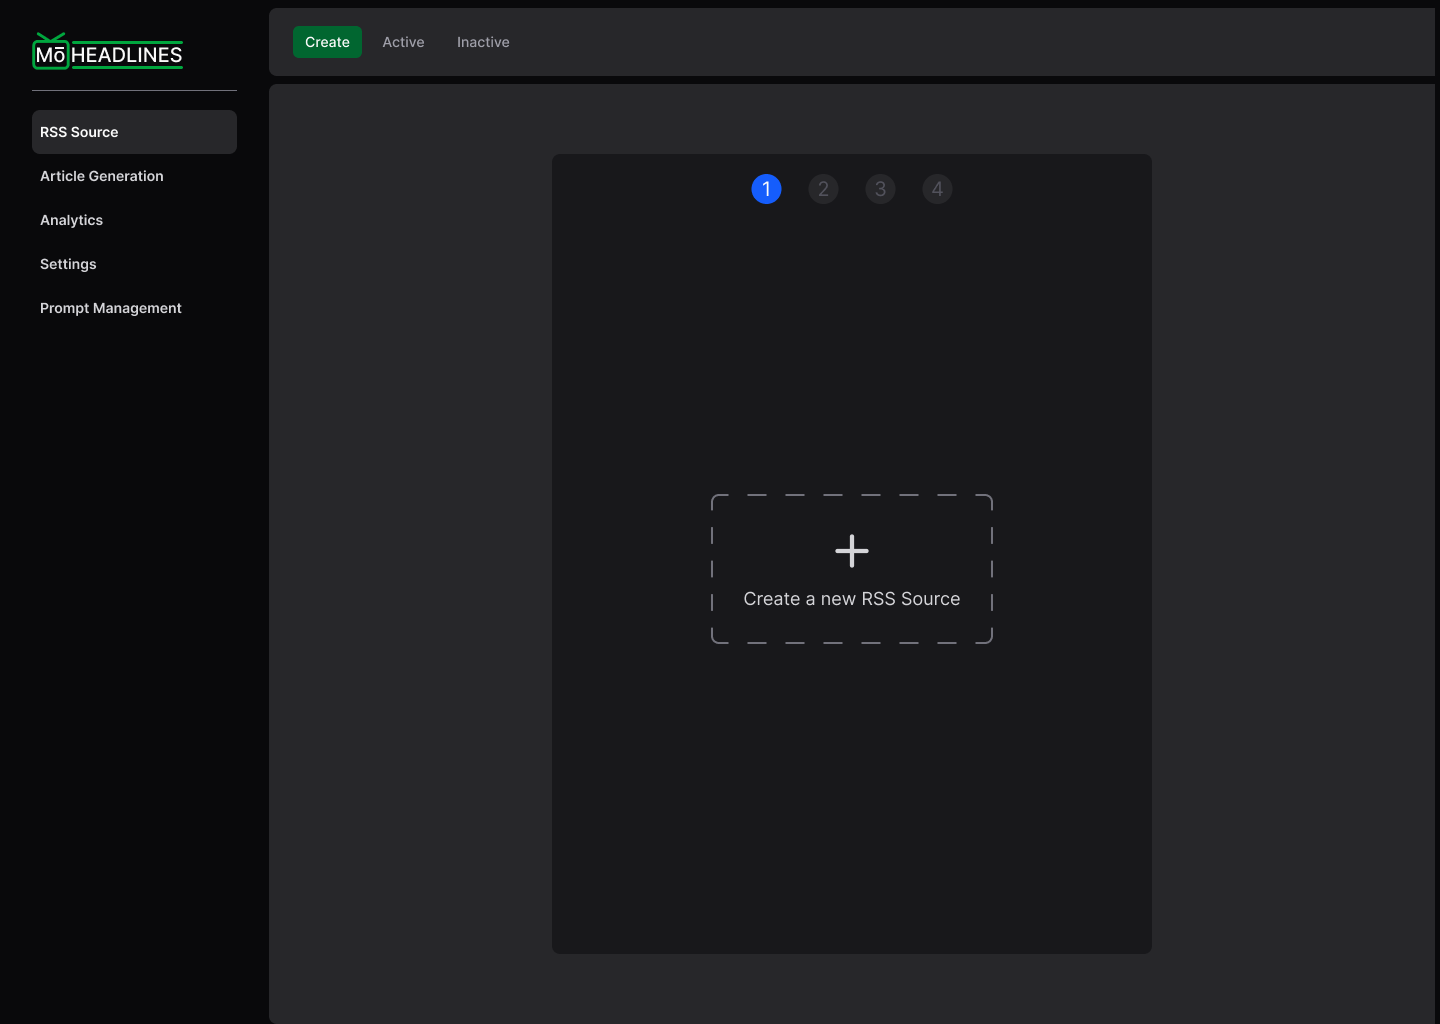 Mō HEADLINES
RSS Source
Article Generation
Analytics
Settings
Prompt Management
Create Active Inactive
1 2 3 4
Create a new RSS Source